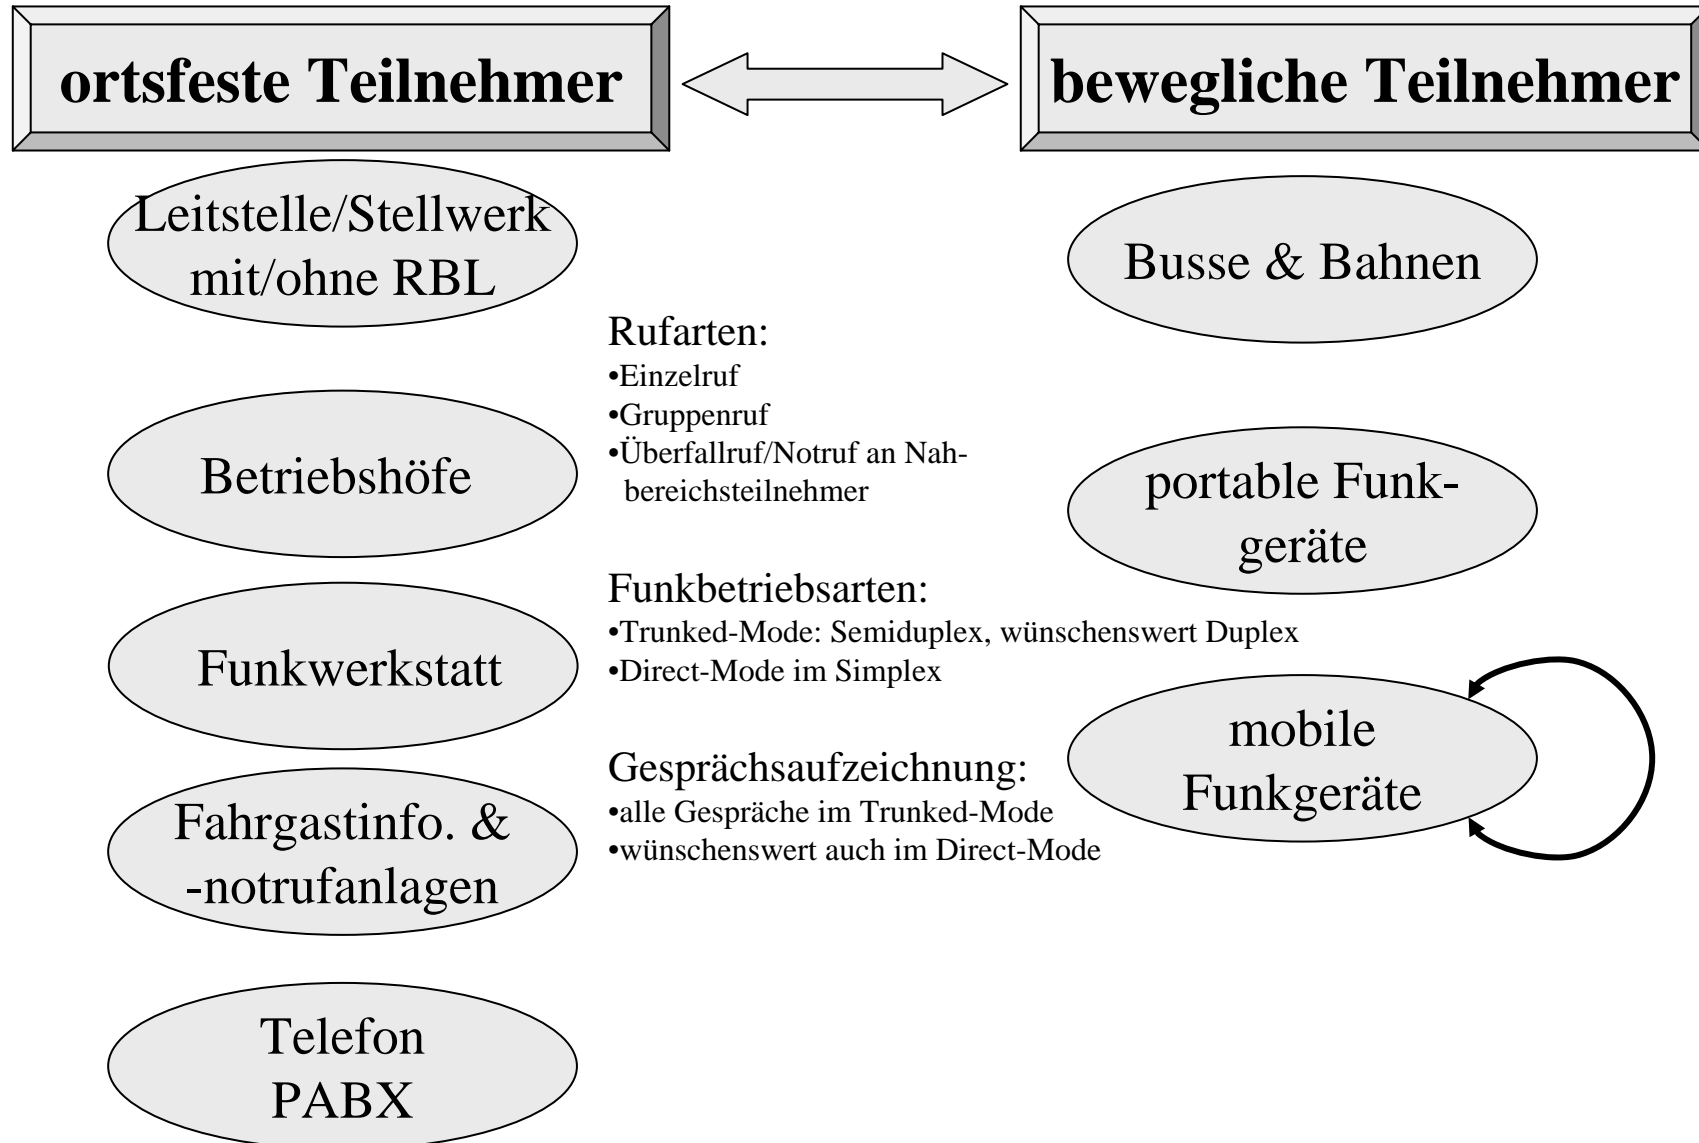 ortsfeste Teilnehmer
bewegliche Teilnehmer
Leitstelle/Stellwerk
mit/ohne RBL
Betriebshöfe
Funkwerkstatt
Fahrgastinfo. &
-notrufanlagen
Telefon
PABX
Rufarten:
•Einzelruf
•Gruppenruf
•Überfallruf/Notruf an Nah-
bereichsteilnehmer
Funkbetriebsarten:
•Trunked-Mode: Semiduplex, wünschenswert Duplex
•Direct-Mode im Simplex
Gesprächsaufzeichnung:
•alle Gespräche im Trunked-Mode
•wünschenswert auch im Direct-Mode
Busse & Bahnen
portable Funk-
geräte
mobile
Funkgeräte